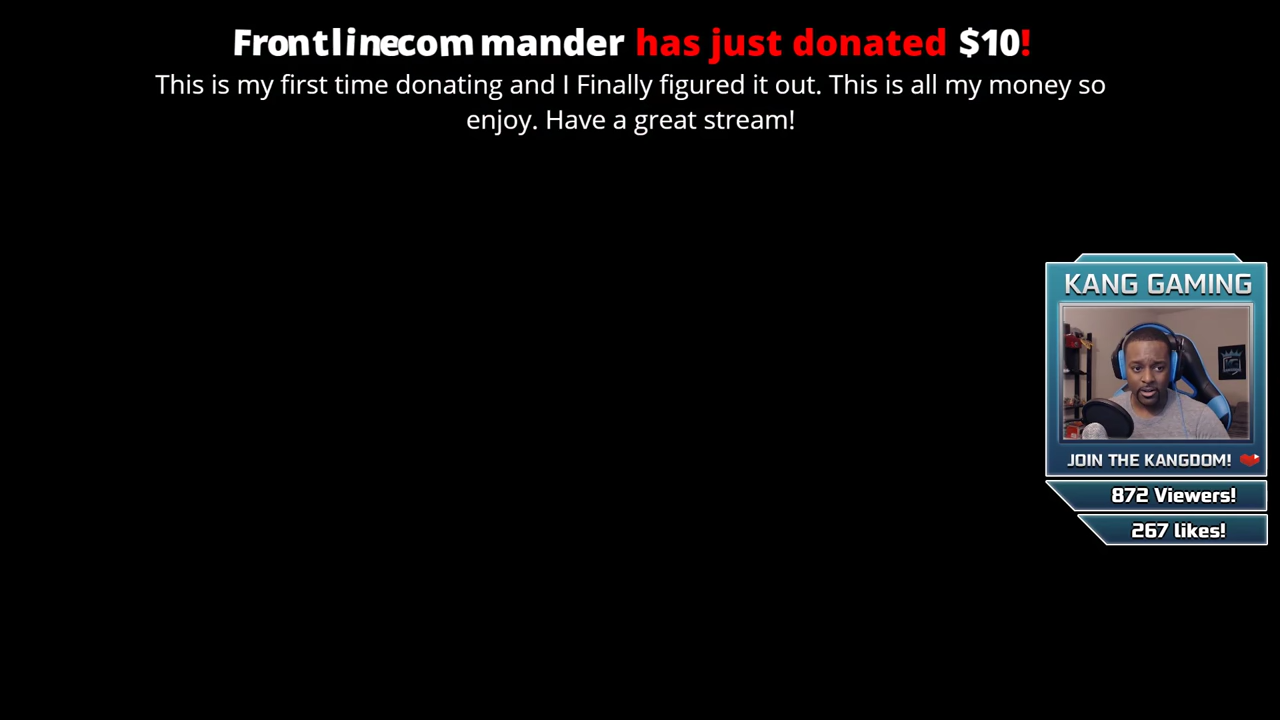 Frontlinecommander has just donated $10!
This is my first time donating and I Finally figured it out. This is all my money so
enjoy. Have a great stream!
KANG GAMING
JOIN THE KANGDOM!
872 Viewers!
267 likes!